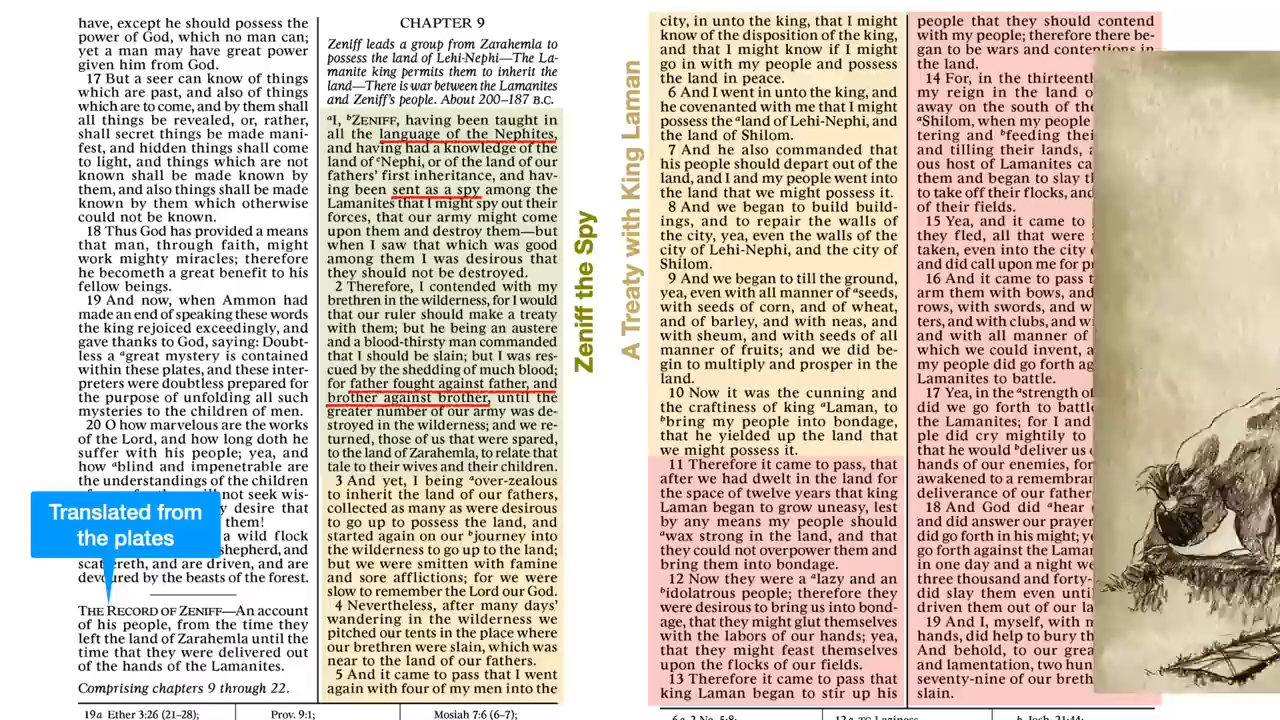 have, except he should possess the
power of God, which no man can;
yet a man may have great power
given him from God.
17 But a seer can know of things
which are past, and also of things
which are to come, and by them shall
all things be revealed, or, rather,
shall secret things be made mani-
fest, and hidden things shall come
to light, and things which are not
known shall be made known by
them, and also things shall be made
known by them which otherwise
could not be known.
18 Thus God has provided a means
that man, through faith, might
work mighty miracles; therefore
he becometh a great benefit to his
fellow beings.
19 And now, when Ammon had
made an end of speaking these words
the king rejoiced exceedingly, and
gave thanks to God, saying: Doubt-
less a ᵃgreat mystery is contained
within these plates, and these inter-
preters were doubtless prepared for
the purpose of unfolding all such
mysteries to the children of men.
20 O how marvelous are the works
of the Lord, and how long doth he
suffer with his people; yea, and
how ᵃblind and impenetrable are
the understandings of the children
not seek wis-
desire that
them!
a wild flock
shepherd, and
scattereth, and are driven, and are
devoured by the beasts of the forest.
Translated from
the plates
THE RECORD OF ZENIFF—An account
of his people, from the time they
left the land of Zarahemla until the
time that they were delivered out
of the hands of the Lamanites.
Comprising chapters 9 through 22.
CHAPTER 9
Zeniff leads a group from Zarahemla to
possess the land of Lehi-Nephi—The La-
manite king permits them to inherit the
land—There is war between the Lamanites
and Zeniff's people. About 200–187 B.C.
ᵃI, ᵇZENIFF, having been taught in
all the language of the Nephites,
and having had a knowledge of the
land of ᶜNephi, or of the land of our
fathers' first inheritance, and hav-
ing been sent as a spy among the
Lamanites that I might spy out their
forces, that our army might come
upon them and destroy them—but
when I saw that which was good
among them I was desirous that
they should not be destroyed.
2 Therefore, I contended with my
brethren in the wilderness, for I would
that our ruler should make a treaty
with them; but he being an austere
and a blood-thirsty man commanded
that I should be slain; but I was res-
cued by the shedding of much blood;
for father fought against father, and
brother against brother, until the
greater number of our army was de-
stroyed in the wilderness; and we re-
turned, those of us that were spared,
to the land of Zarahemla, to relate that
tale to their wives and their children.
3 And yet, I being ᵃover-zealous
to inherit the land of our fathers,
collected as many as were desirous
to go up to possess the land, and
started again on our ᵇjourney into
the wilderness to go up to the land;
but we were smitten with famine
and sore afflictions; for we were
slow to remember the Lord our God.
4 Nevertheless, after many days'
wandering in the wilderness we
pitched our tents in the place where
our brethren were slain, which was
near to the land of our fathers.
5 And it came to pass that I went
again with four of my men into the
Zeniff the Spy
A Treaty with King Laman
city, in unto the king, that I might
know of the disposition of the king,
and that I might know if I might
go in with my people and possess
the land in peace.
6 And I went in unto the king, and
he covenanted with me that I might
possess the ᵃland of Lehi-Nephi, and
the land of Shilom.
7 And he also commanded that
his people should depart out of the
land, and I and my people went into
the land that we might possess it.
8 And we began to build build-
ings, and to repair the walls of
the city, yea, even the walls of the
city of Lehi-Nephi, and the city of
Shilom.
9 And we began to till the ground,
yea, even with all manner of ᵃseeds,
with seeds of corn, and of wheat,
and of barley, and with neas, and
with sheum, and with seeds of all
manner of fruits; and we did be-
gin to multiply and prosper in the
land.
10 Now it was the cunning and
the craftiness of king ᵃLaman, to
ᵇbring my people into bondage,
that he yielded up the land that
we might possess it.
11 Therefore it came to pass, that
after we had dwelt in the land for
the space of twelve years that king
Laman began to grow uneasy, lest
by any means my people should
ᵃwax strong in the land, and that
they could not overpower them and
bring them into bondage.
12 Now they were a ᵃlazy and an
ᵇidolatrous people; therefore they
were desirous to bring us into bond-
age, that they might glut themselves
with the labors of our hands; yea,
that they might feast themselves
upon the flocks of our fields.
13 Therefore it came to pass that
king Laman began to stir up his
people that they should contend
with my people; therefore there be-
gan to be wars and contentions in
the land.
14 For, in the thirteenth
my reign in the land o
away on the south of the
ᵃShilom, when my people
tering and ᵇfeeding thei
and tilling their lands, a
ous host of Lamanites ca
them and began to slay t
to take off their flocks, and
of their fields.
15 Yea, and it came to
they fled, all that were
taken, even into the city
and did call upon me for p
16 And it came to pass t
arm them with bows, and
rows, with swords, and w
ters, and with clubs, and wi
and with all manner of
which we could invent, a
my people did go forth ag
Lamanites to battle.
17 Yea, in the ᵃstrength of
did we go forth to battl
the Lamanites; for I and
ple did cry mightily to
that he would ᵇdeliver us
hands of our enemies, for
awakened to a remembran
deliverance of our father
18 And God did ᵃhear
and did answer our prayer
did go forth in his might; ye
go forth against the Laman
in one day and a night we
three thousand and forty-
did slay them even until
driven them out of our la
19 And I, myself, with m
hands, did help to bury th
And behold, to our grea
and lamentation, two hun
seventy-nine of our breth
slain.
19a Ether 3:26 (21–28);
Prov. 9:1;
Mosiah 7:6 (6–7);
6a 2 Ne. 5:8;
12a TG Laziness.
b Josh. 21:44;